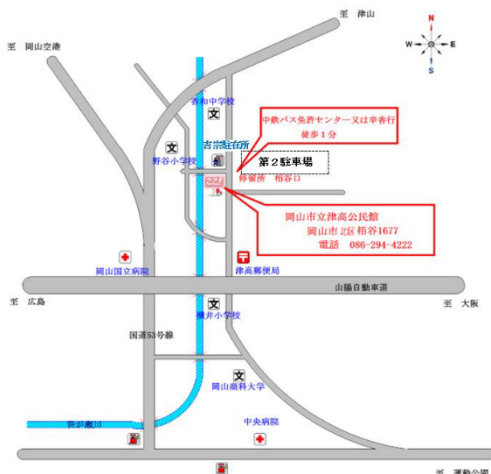 至 津山
N
W
E
S
至 岡山空港
香和中学校
文
中鉄バス免許センター又は辛香行
徒歩1分
吉宗駐在所
文
野谷小学校
第2駐車場
停留所 栢谷口
岡山市立津高公民館
岡山市北区栢谷1677
電話 086-294-4222
岡山国立病院
津高郵便局
山陽自動車道
至 広島
至 大阪
文
横井小学校
国道53号線
文
岡山商科大学
笹が瀬川
中央病院
至 運動公園